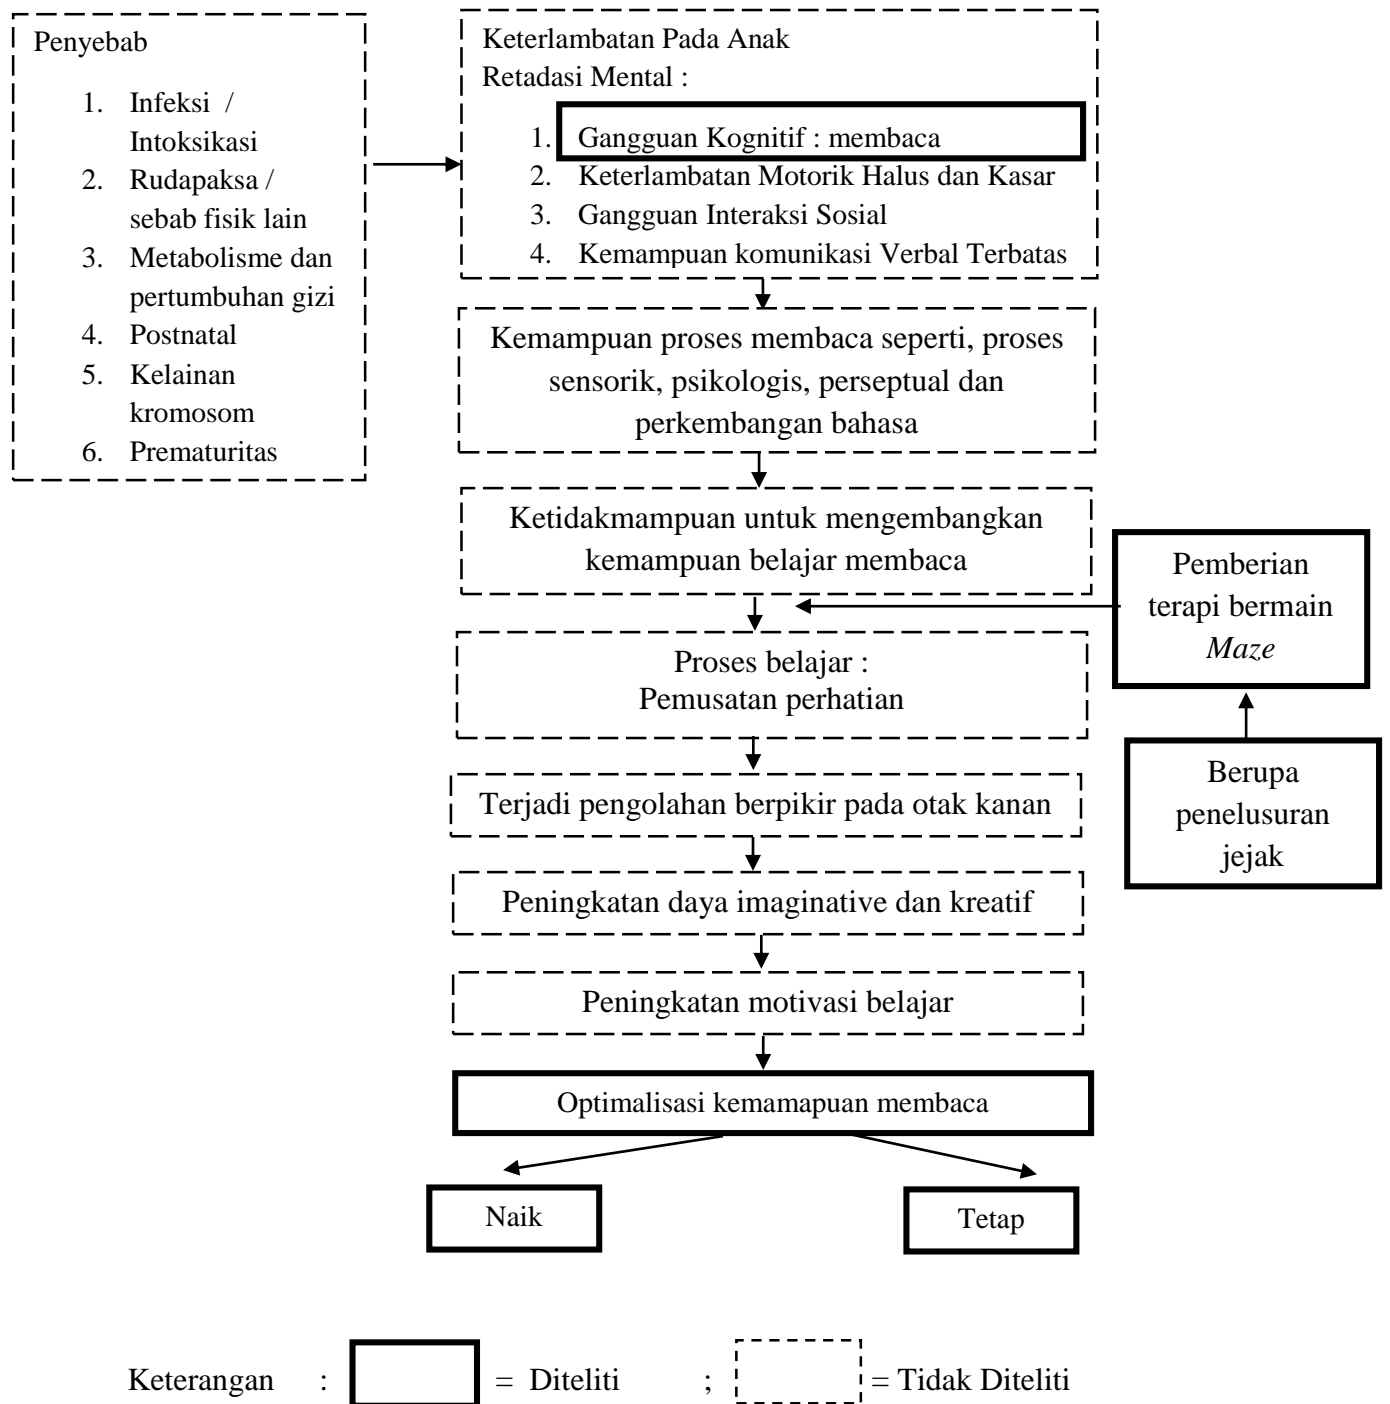 Penyebab
1. Infeksi /
Intoksikasi
2. Rudapaksa /
sebab fisik lain
3. Metabolisme dan
pertumbuhan gizi
4. Postnatal
5. Kelainan
kromosom
6. Prematuritas
Keterlambatan Pada Anak
Retadasi Mental :
1. Gangguan Kognitif : membaca
2. Keterlambatan Motorik Halus dan Kasar
3. Gangguan Interaksi Sosial
4. Kemampuan komunikasi Verbal Terbatas
Kemampuan proses membaca seperti, proses
sensorik, psikologis, perseptual dan
perkembangan bahasa
Ketidakmampuan untuk mengembangkan
kemampuan belajar membaca
Pemberian
terapi bermain
Maze
Berupa
penelusuran
jejak
Proses belajar :
Pemusatan perhatian
Terjadi pengolahan berpikir pada otak kanan
Peningkatan daya imaginative dan kreatif
Peningkatan motivasi belajar
Optimalisasi kemamapuan membaca
Naik
Tetap
Keterangan : = Diteliti ; = Tidak Diteliti